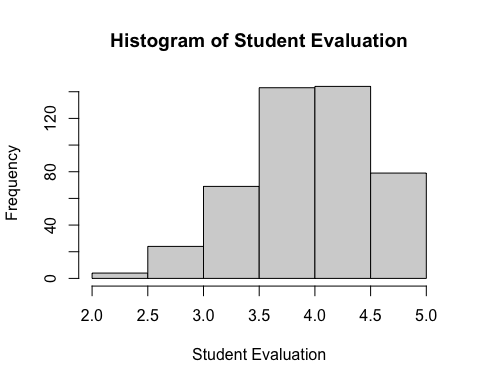 Histogram of Student Evaluation
Frequency
120
80
40
0
2.0 2.5 3.0 3.5 4.0 4.5 5.0
Student Evaluation